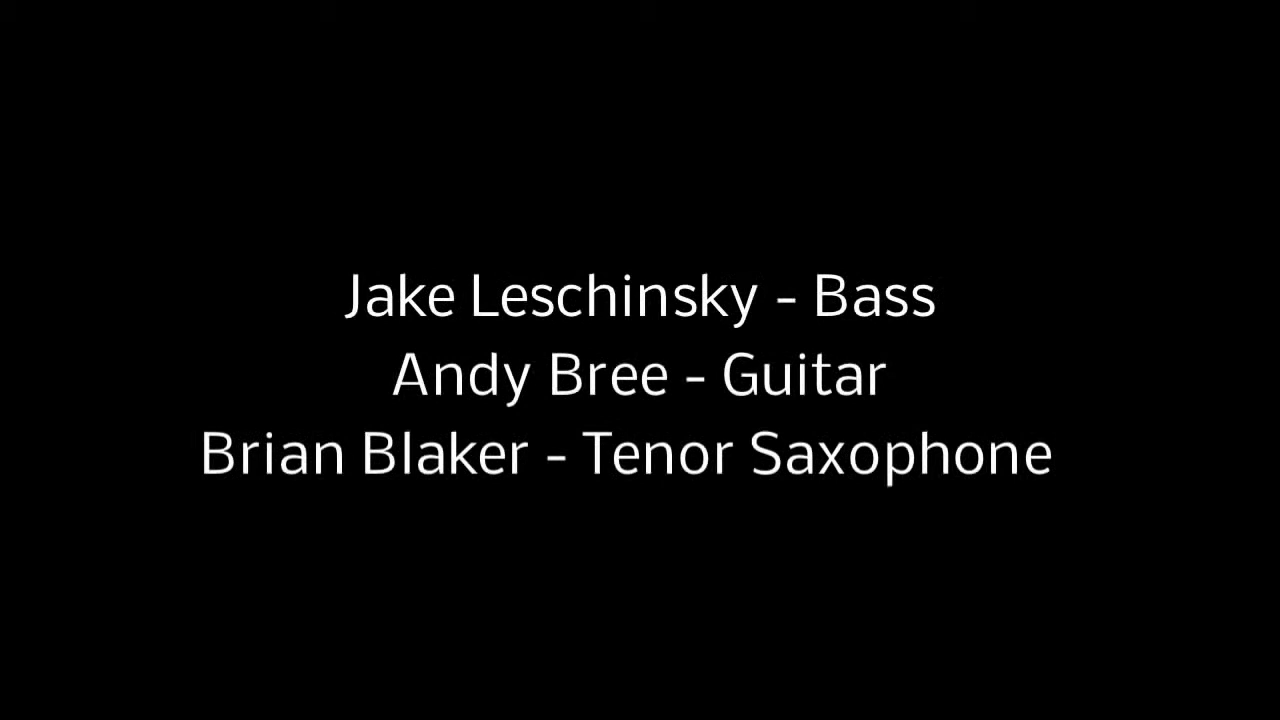 Jake Leschinsky - Bass
Andy Bree - Guitar
Brian Blaker - Tenor Saxophone